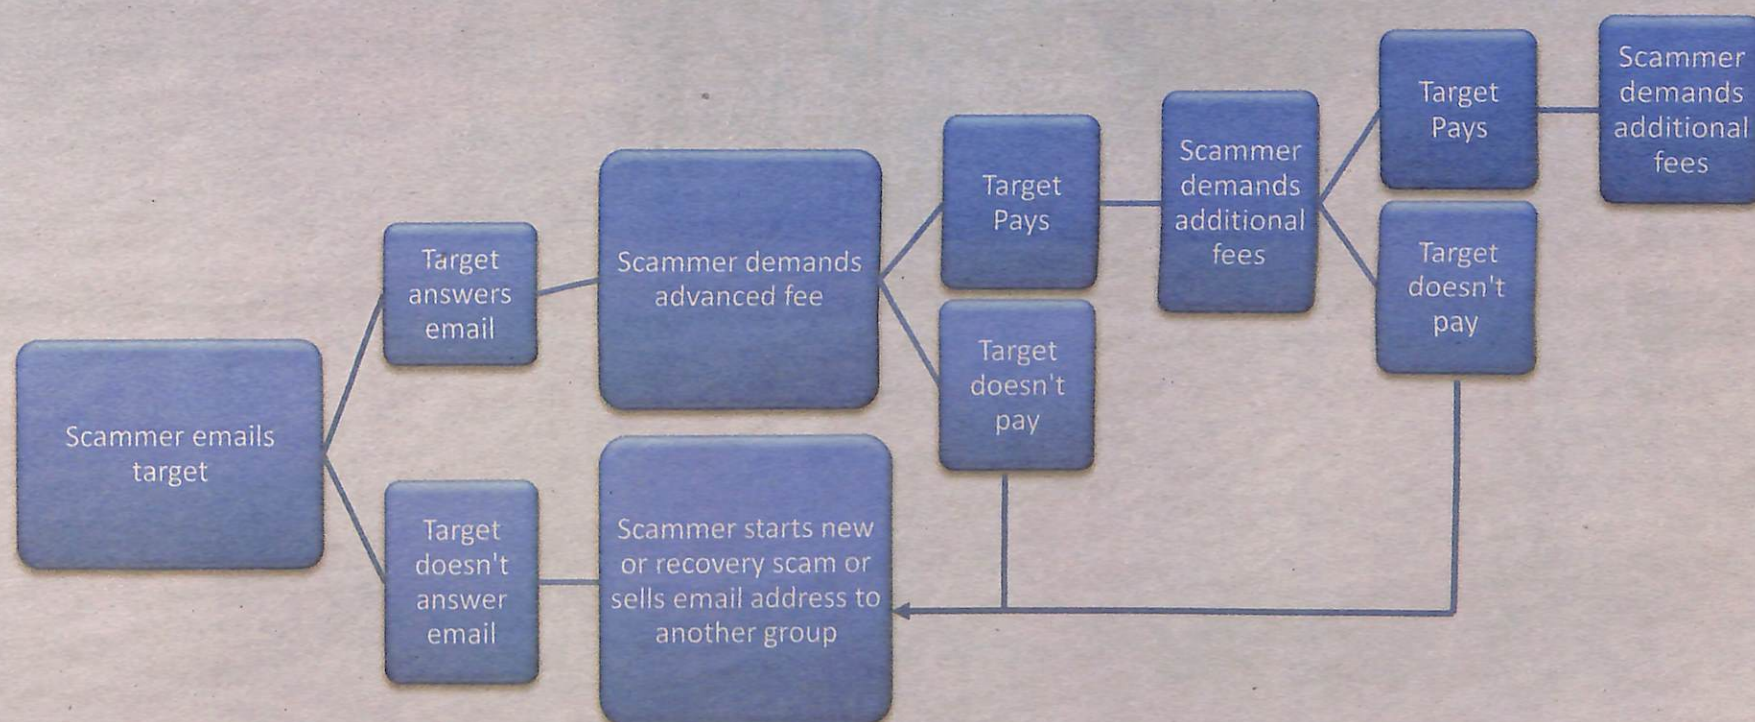 Scammer emails
target
Target
answers
email
Target
doesn't
answer
email
Scammer demands
advanced fee
Scammer starts new
or recovery scam or
sells email address to
another group
Target
Pays
Target
doesn't
pay
Scammer
demands
additional
fees
Target
Pays
Target
doesn't
pay
Scammer
demands
additional
fees